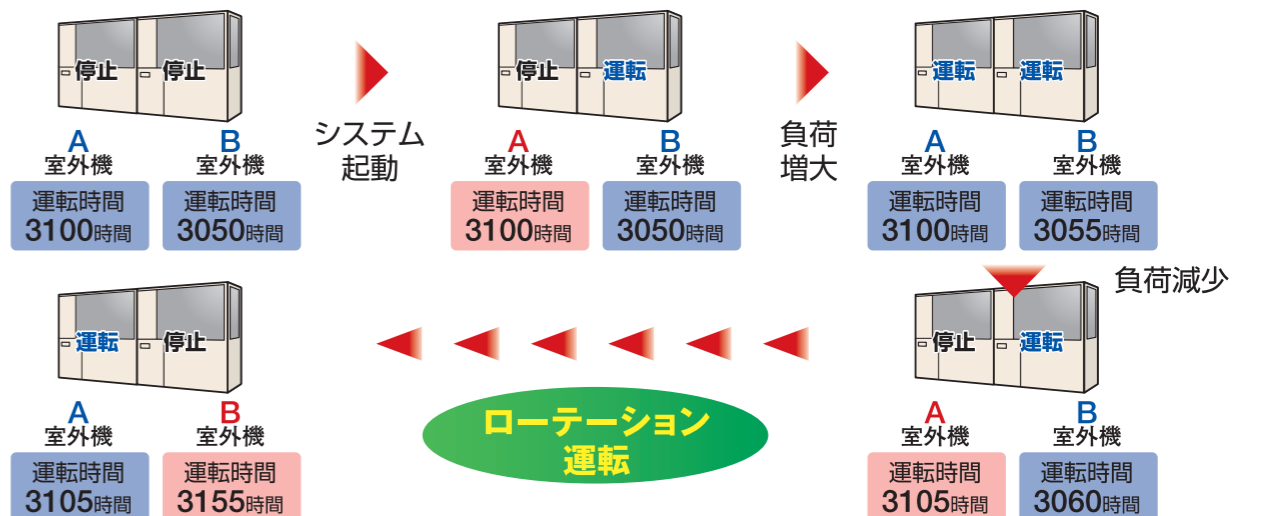 停止 停止
A B
室外機 室外機
運転時間 運転時間
3100時間 3050時間
システム
起動
停止 運転
A B
室外機 室外機
運転時間 運転時間
3100時間 3050時間
負荷
増大
運転 運転
A B
室外機 室外機
運転時間 運転時間
3100時間 3055時間
負荷減少
停止 運転
A B
室外機 室外機
運転時間 運転時間
3105時間 3060時間
ローテーション
運転
運転 停止
A B
室外機 室外機
運転時間 運転時間
3105時間 3155時間